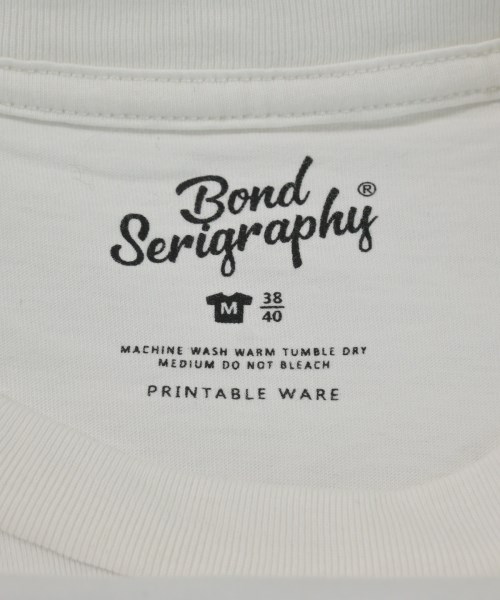 Bond
Serigraphy®
M 38
40
MACHINE WASH WARM TUMBLE DRY
MEDIUM DO NOT BLEACH
PRINTABLE WARE